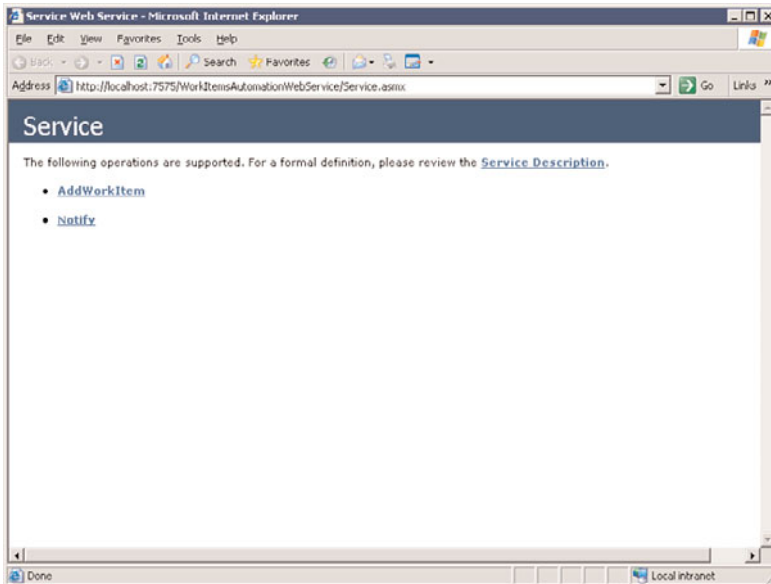 Service Web Service - Microsoft Internet Explorer
File Edit View Favorites Tools Help
Back Search Favorites
Address http://localhost:7575/WorkItemsAutomationWebService/Service.asmx Go Links »
Service
The following operations are supported. For a formal definition, please review the Service Description.
• AddWorkItem
• Notify
Done Local intranet